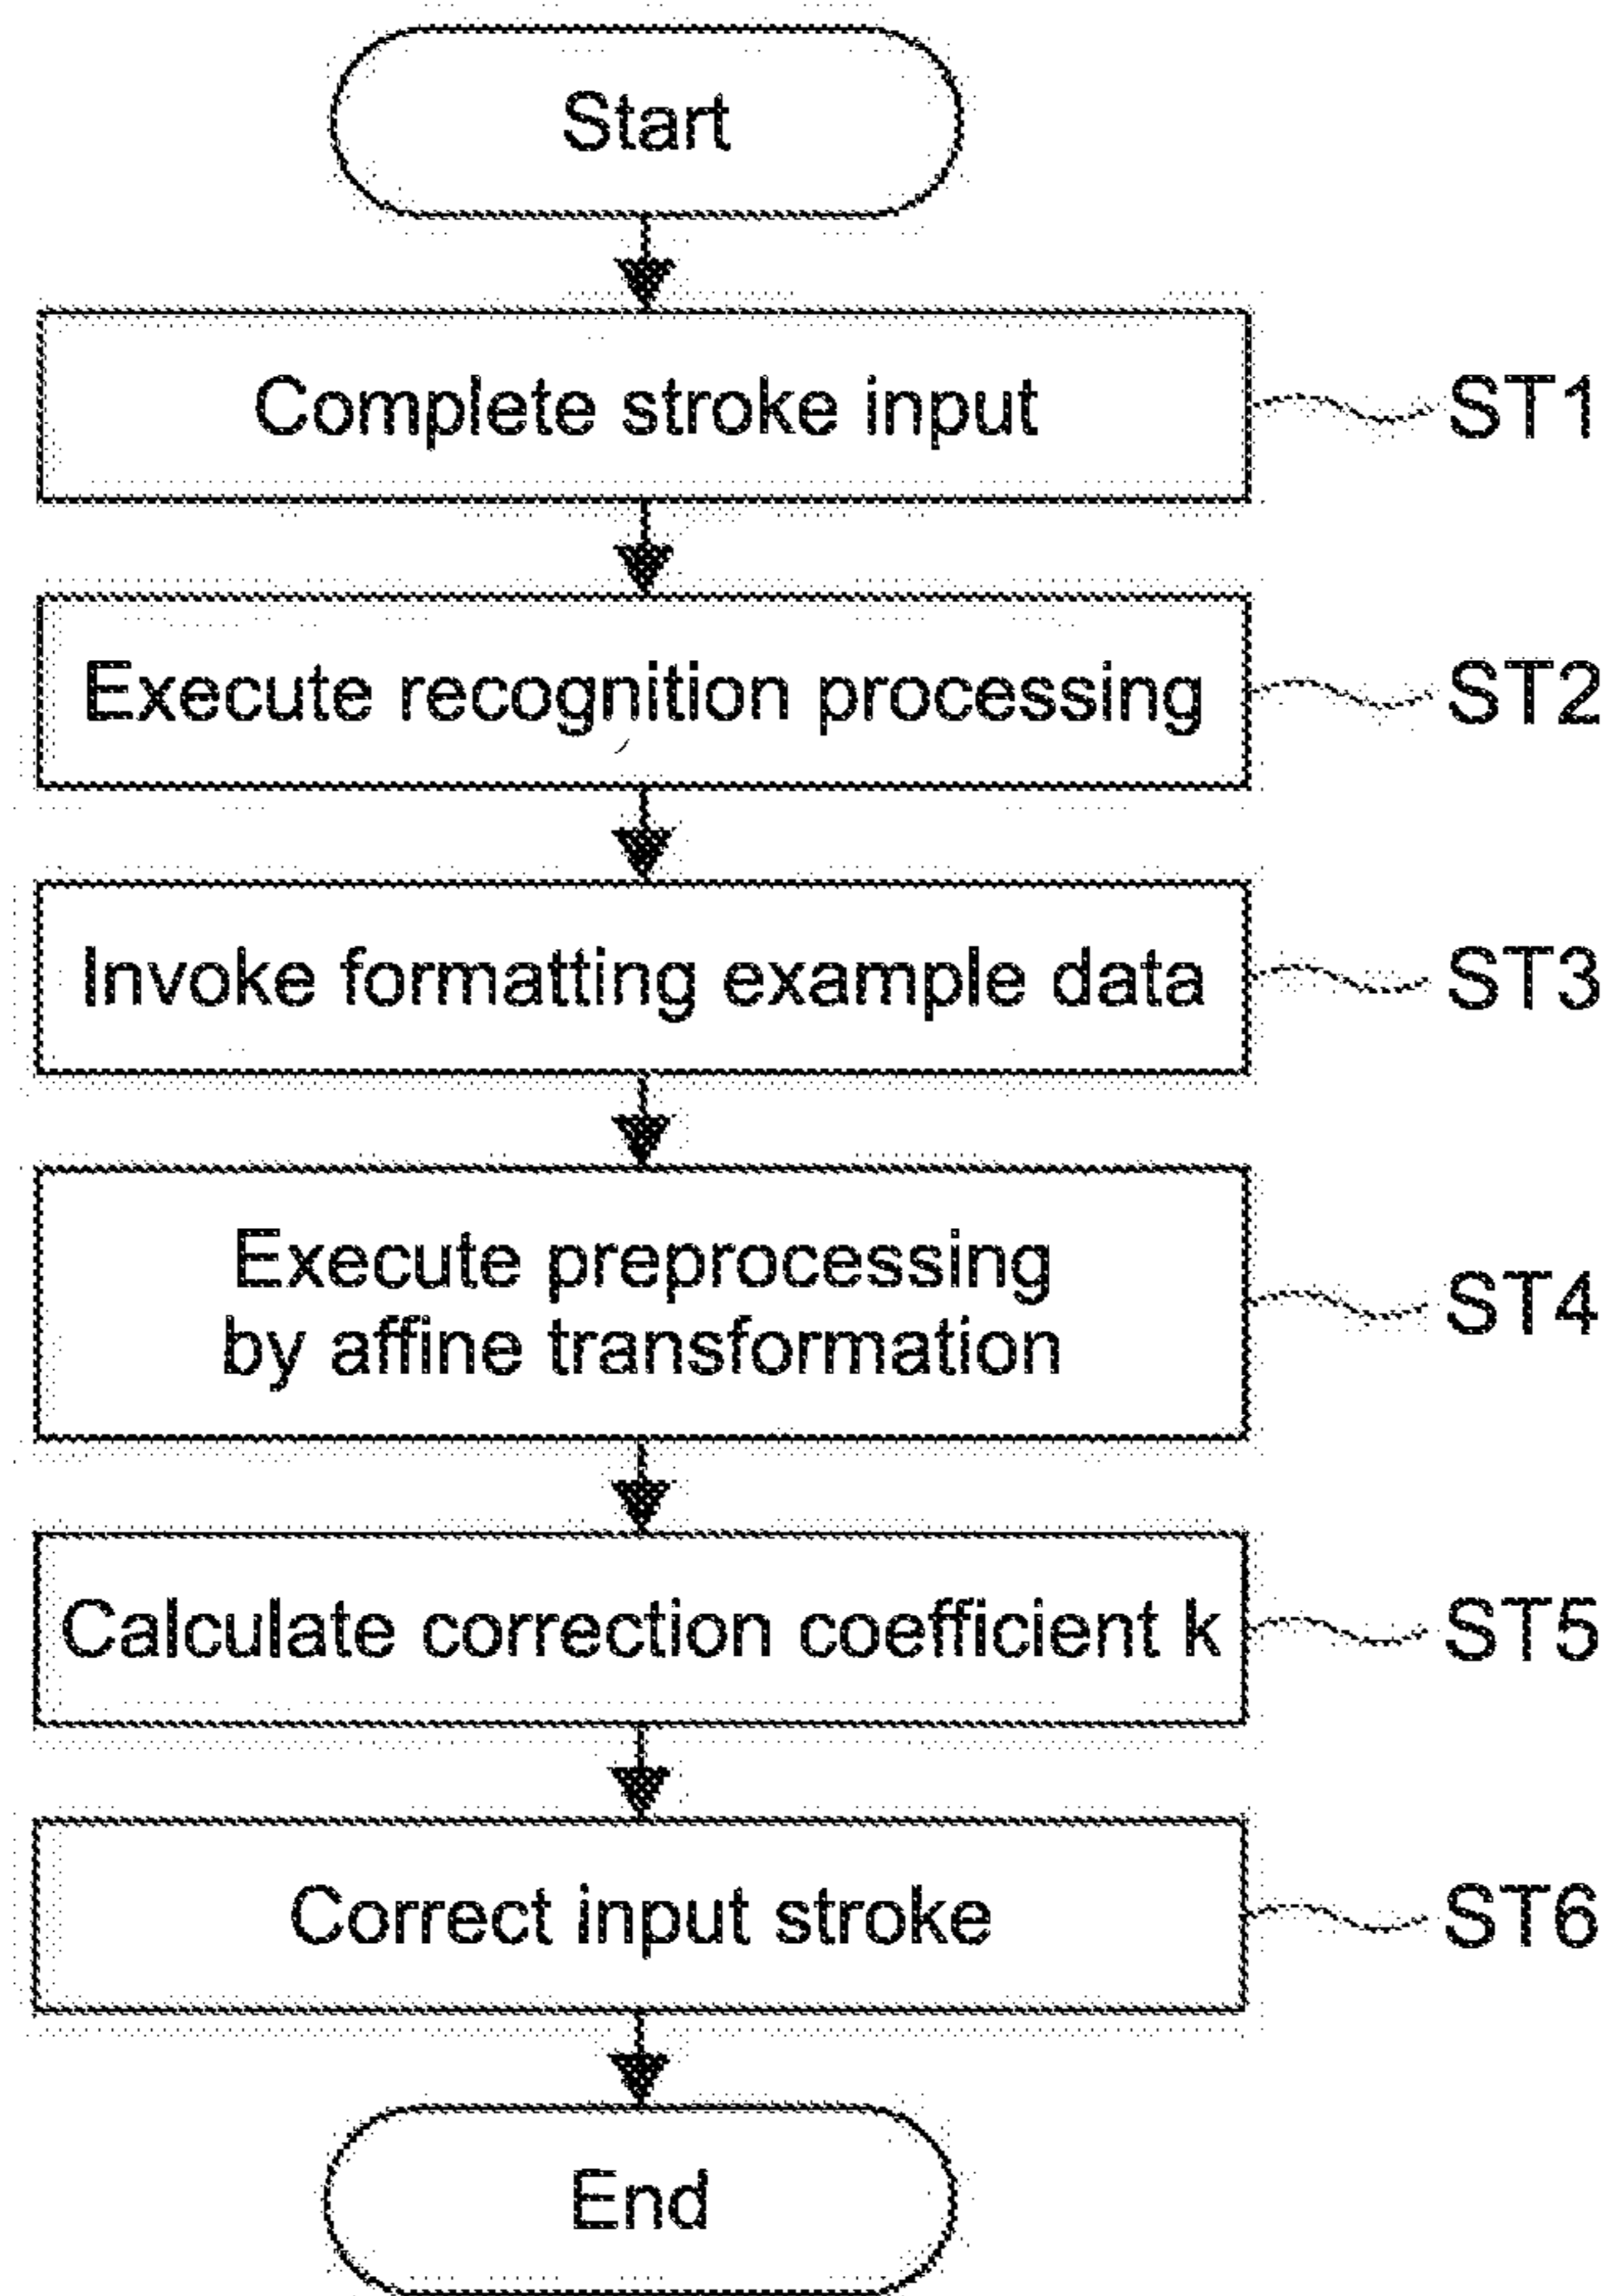 Start
Complete stroke input
ST1
Execute recognition processing
ST2
Invoke formatting example data
ST3
Execute preprocessing
by affine transformation
ST4
Calculate correction coefficient k
ST5
Correct input stroke
ST6
End